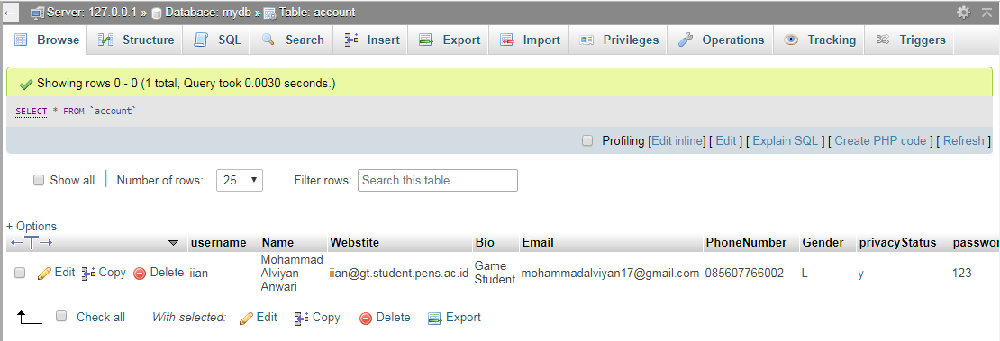 Server: 127.0.0.1 » Database: mydb » Table: account
Browse Structure SQL Search Insert Export Import Privileges Operations Tracking Triggers
Showing rows 0 - 0 (1 total, Query took 0.0030 seconds.)
SELECT * FROM `account`
Profiling [Edit inline] [ Edit ] [ Explain SQL ] [ Create PHP code ] [ Refresh ]
Show all | Number of rows: 25 Filter rows: Search this table
+ Options
←T→ username Name Webstite Bio Email PhoneNumber Gender privacyStatus passwor
Edit Copy Delete iian Mohammad Alviyan Anwari iian@gt.student.pens.ac.id Game Student mohammadalviyan17@gmail.com 085607766002 L y 123
Check all With selected: Edit Copy Delete Export